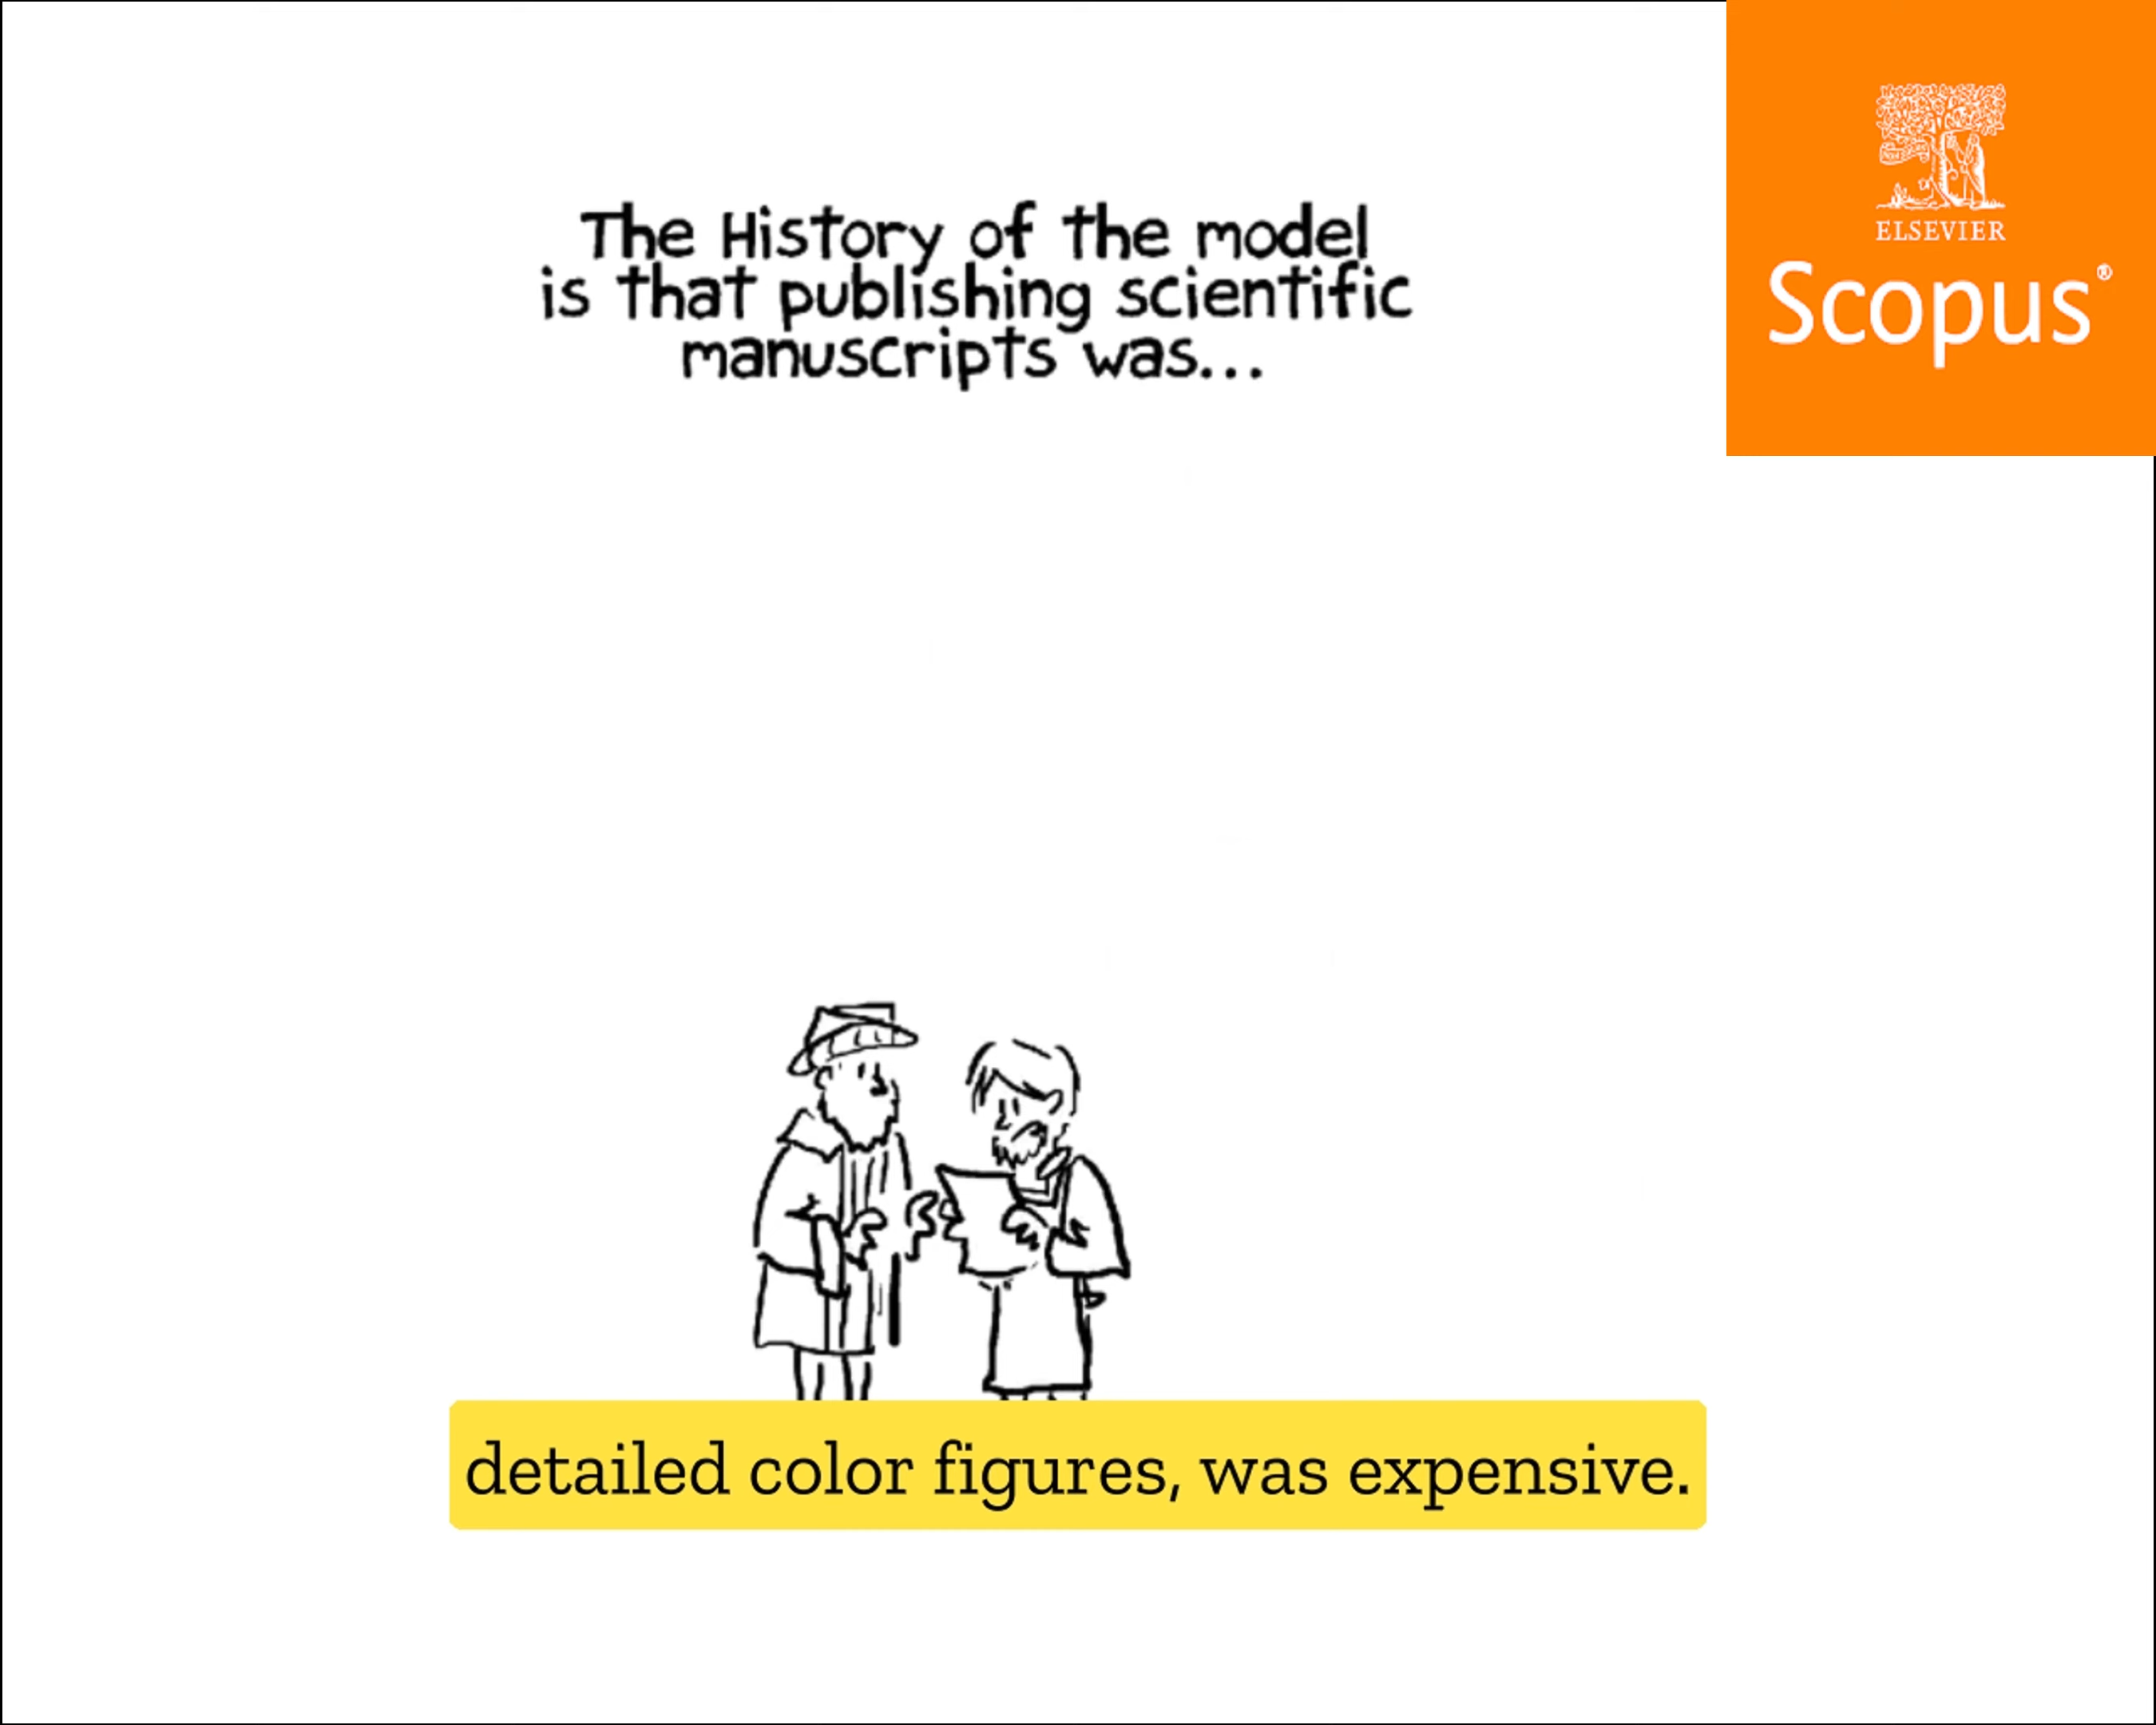 The History of the model
is that publishing scientific
manuscripts was...
ELSEVIER
Scopus®
detailed color figures, was expensive.